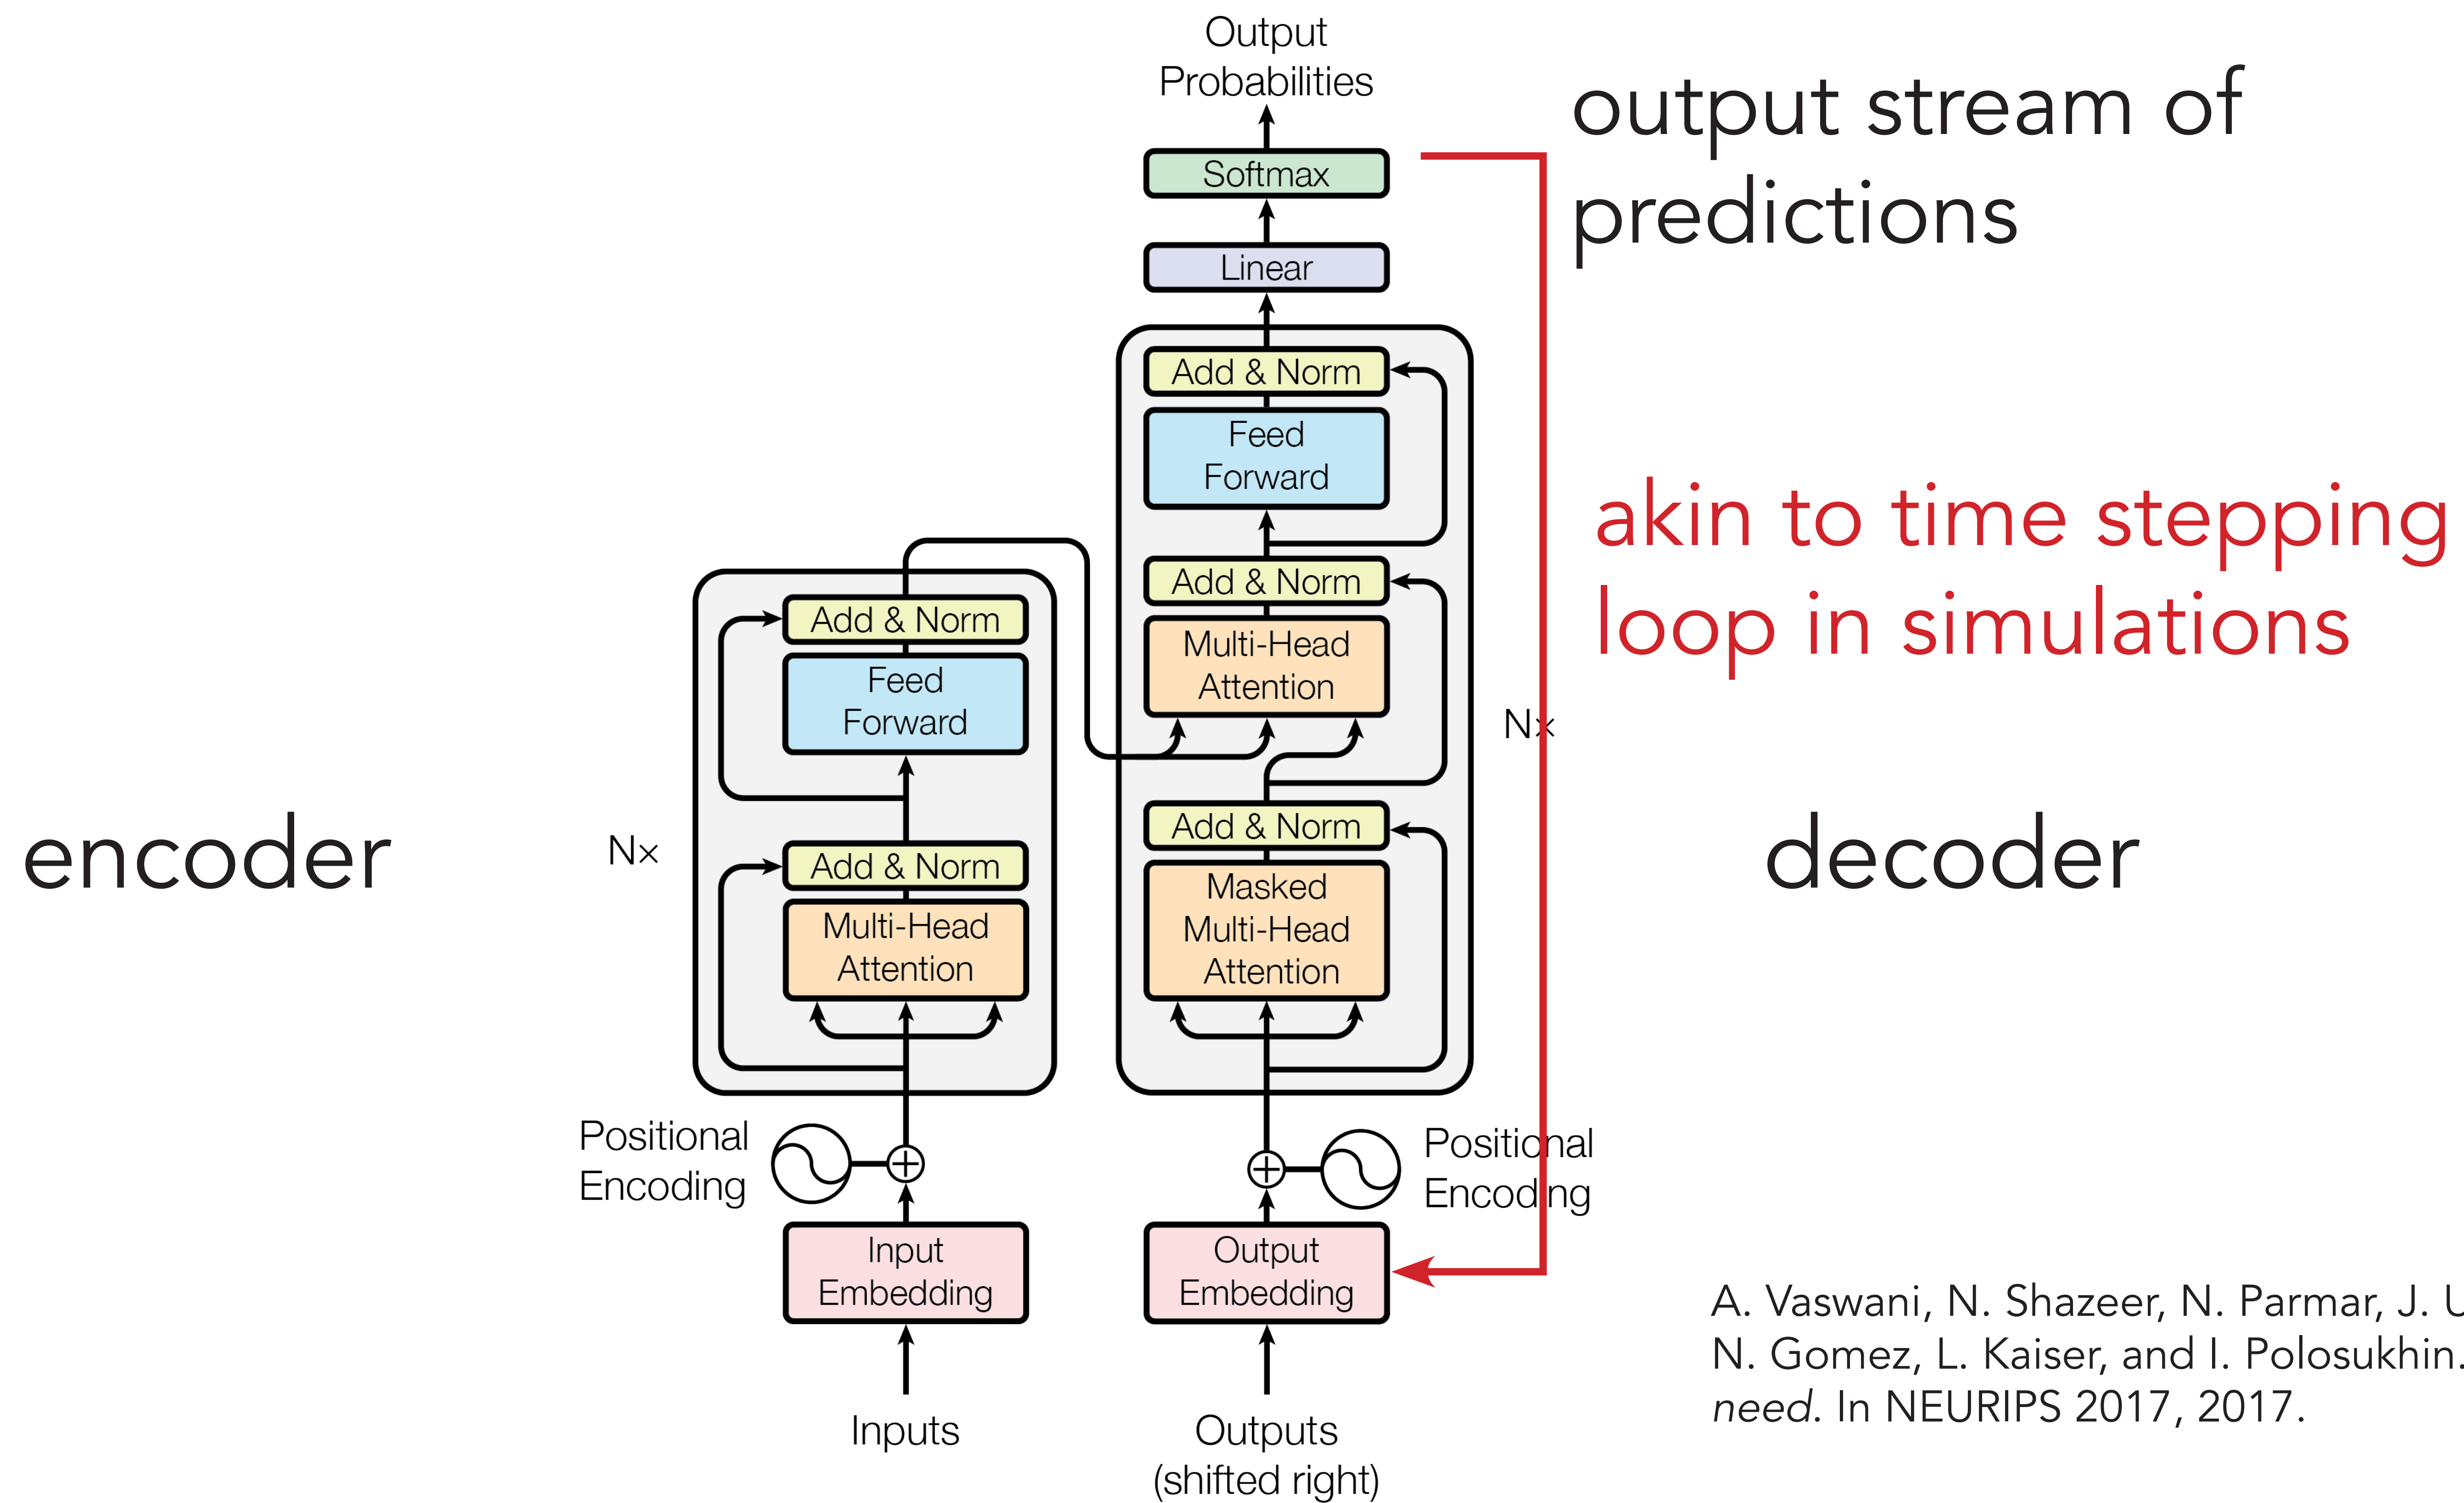 Output
Probabilities
output stream of
predictions
Softmax
Linear
Add & Norm
Feed
Forward
akin to time stepping
loop in simulations
Add & Norm
Multi-Head
Attention
Add & Norm
Feed
Forward
N×
encoder
N×
Add & Norm
Multi-Head
Attention
Add & Norm
Masked
Multi-Head
Attention
decoder
Positional
Encoding
Positional
Encoding
Input
Embedding
Output
Embedding
Inputs
Outputs
(shifted right)
A. Vaswani, N. Shazeer, N. Parmar, J.
N. Gomez, L. Kaiser, and I. Polosukhin.
need. In NEURIPS 2017, 2017.